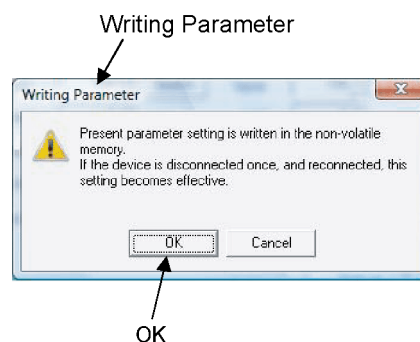 Writing Parameter
Writing Parameter
Present parameter setting is written in the non-volatile
memory.
If the device is disconnected once, and reconnected, this
setting becomes effective.
OK
Cancel
OK